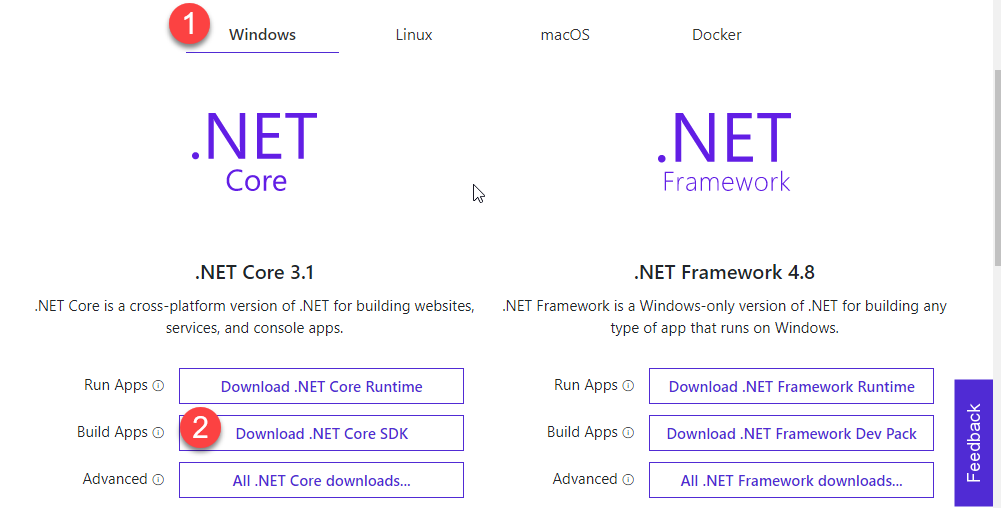 1
Windows Linux macOS Docker
.NET
Core
.NET
Framework
.NET Core 3.1
.NET Core is a cross-platform version of .NET for building websites,
services, and console apps.
.NET Framework 4.8
.NET Framework is a Windows-only version of .NET for building any
type of app that runs on Windows.
Run Apps ⓘ Download .NET Core Runtime
Build Apps ⓘ 2 Download .NET Core SDK
Advanced ⓘ All .NET Core downloads...
Run Apps ⓘ Download .NET Framework Runtime
Build Apps ⓘ Download .NET Framework Dev Pack
Advanced ⓘ All .NET Framework downloads...
Feedback